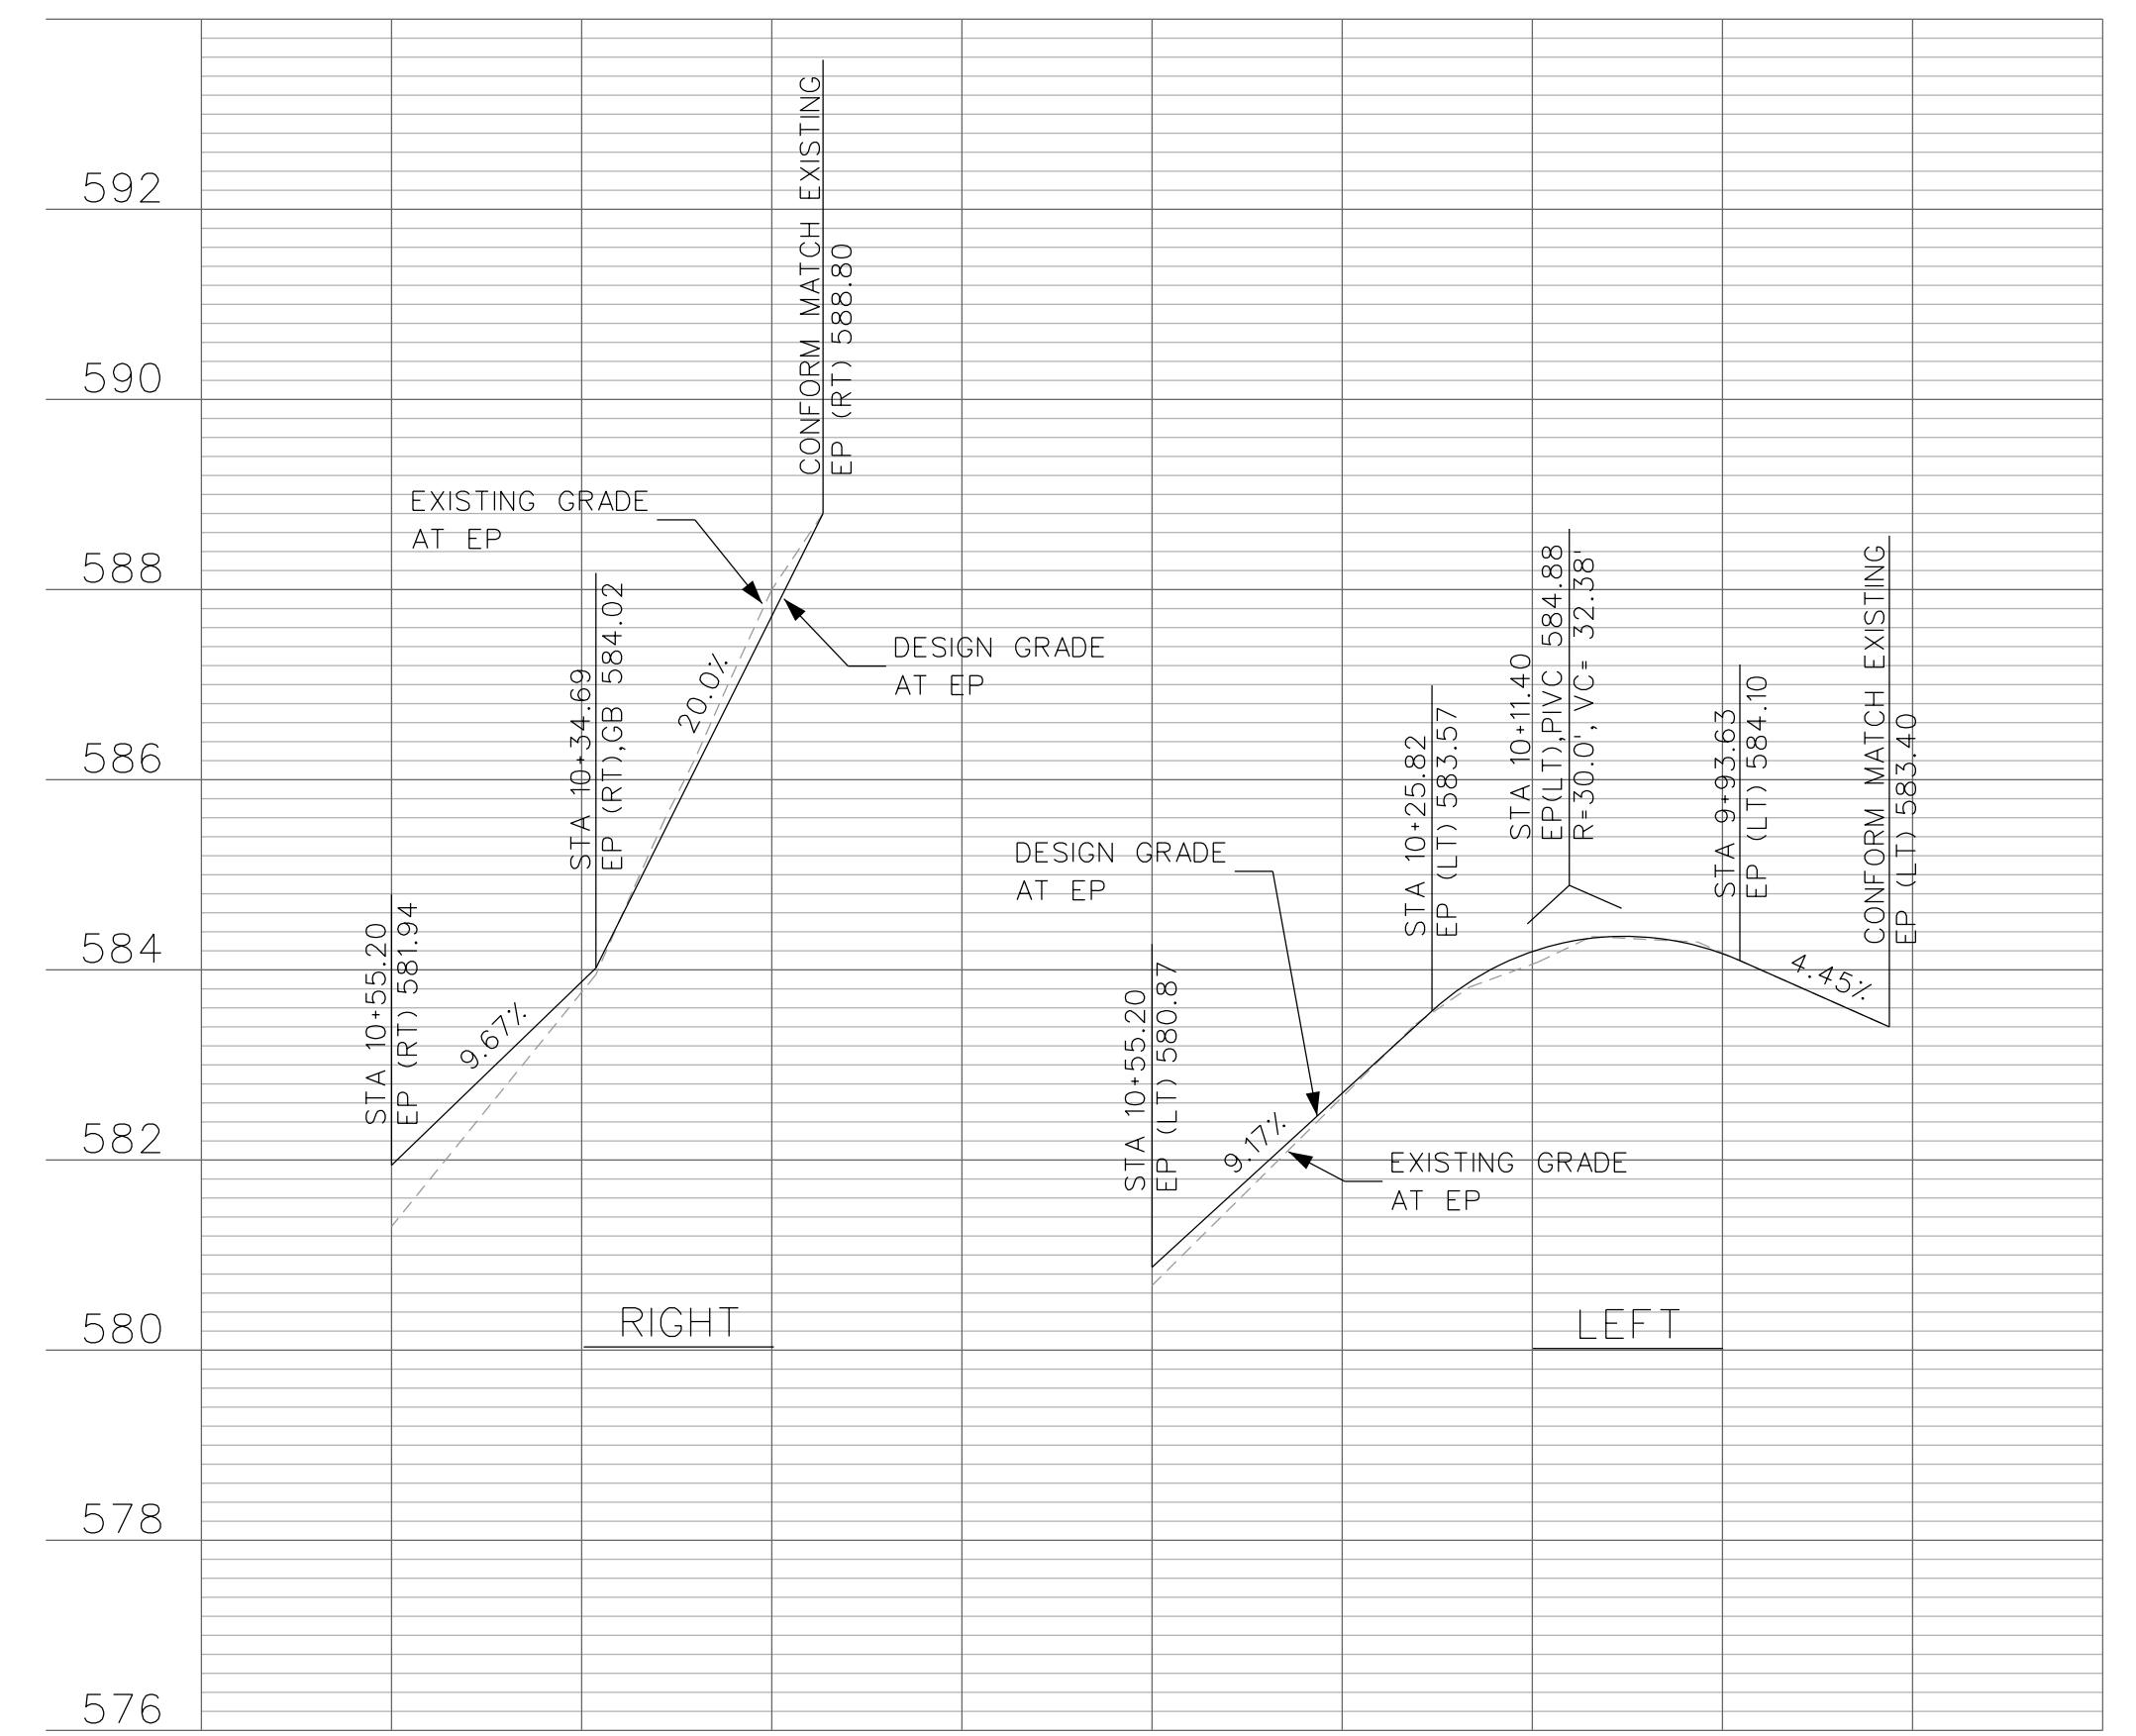 592
590
588
586
584
582
580
578
576
STA 10+55.20
EP (RT) 581.94
9.67%
STA 10+34.69
EP (RT),GB 584.02
20.0%
EXISTING GRADE
AT EP
CONFORM MATCH EXISTING
EP (RT) 588.80
DESIGN GRADE
AT EP
RIGHT
STA 10+55.20
EP (LT) 580.87
9.17%
DESIGN GRADE
AT EP
EXISTING GRADE
AT EP
STA 10+25.82
EP (LT) 583.57
STA 10+11.40
EP(LT),PIVC 584.88
R=30.0', VC= 32.38'
STA 9+93.63
EP (LT) 584.10
4.45%
CONFORM MATCH EXISTING
EP (LT) 583.40
LEFT